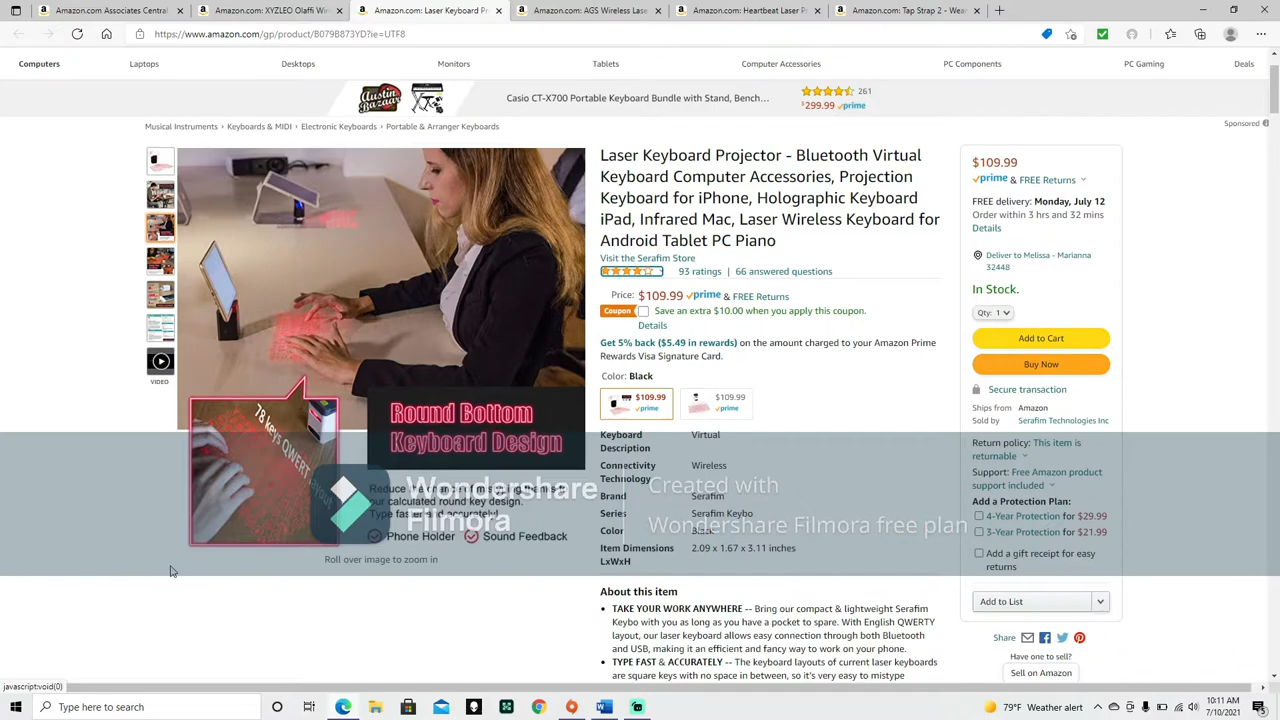 Amazon.com Associates Central
Amazon.com: XYZLEO Olaffi Wire
Amazon.com: Laser Keyboard Pr
Amazon.com: AGS Wireless Lase
Amazon.com: Heartbeat Laser P
Amazon.com: Tap Strap 2 - Wea
https://www.amazon.com/gp/product/B079B873YD?ie=UTF8
Computers
Laptops
Desktops
Monitors
Tablets
Computer Accessories
PC Components
PC Gaming
Deals
Austin Bazaar
Casio CT-X700 Portable Keyboard Bundle with Stand, Bench...
261
$299.99 prime
Sponsored
Musical Instruments › Keyboards & MIDI › Electronic Keyboards › Portable & Arranger Keyboards
78 Keys QWERT
Round Bottom
Keyboard Design
our calculated round key design.
Type faster and accurately!
Phone Holder
Sound Feedback
Roll over image to zoom in
VIDEO
Laser Keyboard Projector - Bluetooth Virtual
Keyboard Computer Accessories, Projection
Keyboard for iPhone, Holographic Keyboard
iPad, Infrared Mac, Laser Wireless Keyboard for
Android Tablet PC Piano
Visit the Serafim Store
93 ratings | 66 answered questions
Price: $109.99 prime & FREE Returns
Coupon Save an extra $10.00 when you apply this coupon.
Details
Get 5% back ($5.49 in rewards) on the amount charged to your Amazon Prime
Rewards Visa Signature Card.
Color: Black
$109.99
prime
$109.99
prime
Keyboard Description Virtual
Connectivity Technology Wireless
Brand Serafim
Series Serafim Keybo
Color Black
Item Dimensions LxWxH 2.09 x 1.67 x 3.11 inches
Wondershare
Filmora
Created with
Wondershare Filmora free plan
About this item
• TAKE YOUR WORK ANYWHERE -- Bring our compact & lightweight Serafim
Keybo with you as long as you have a pocket to spare. With English QWERTY
layout, our laser keyboard allows easy connection through both Bluetooth
and USB, making it an efficient and fancy way to work on your phone.
• TYPE FAST & ACCURATELY -- The keyboard layouts of current laser keyboards
are square keys with no space in between, so it's very easy to mistype
$109.99
prime & FREE Returns
FREE delivery: Monday, July 12
Order within 3 hrs and 32 mins
Details
Deliver to Melissa - Marianna
32448
In Stock.
Qty: 1
Add to Cart
Buy Now
Secure transaction
Ships from Amazon
Sold by Serafim Technologies Inc
Return policy: This item is
returnable
Support: Free Amazon product
support included
Add a Protection Plan:
4-Year Protection for $29.99
3-Year Protection for $21.99
Add a gift receipt for easy
returns
Add to List
Share
Have one to sell?
Sell on Amazon
javascript:void(0)
Type here to search
79°F Weather alert
10:11 AM
7/10/2021
5